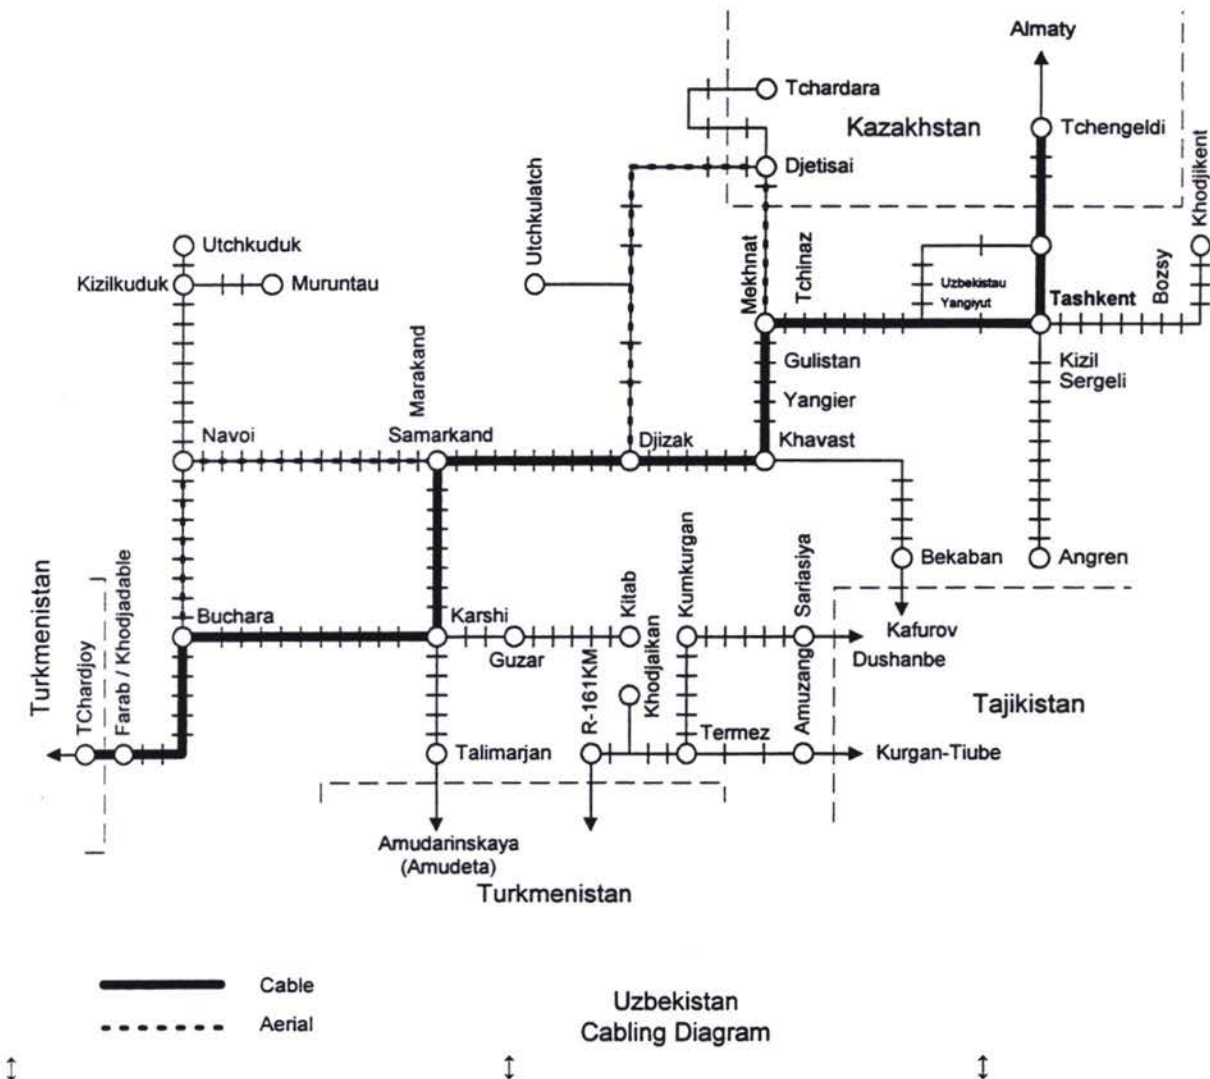 Almaty
Tchardara
Kazakhstan
Tchengeldi
Djetisai
Khodjikent
Utchkulatch
Utchkuduk
Kizilkuduk
Muruntau
Mekhnat
Tchinaz
Uzbekistau
Yangiyut
Tashkent
Bozsy
Gulistan
Kizil
Sergeli
Yangier
Marakand
Navoi
Samarkand
Djizak
Khavast
Bekaban
Angren
Turkmenistan
TChardjoy
Farab / Khodjadable
Buchara
Karshi
Guzar
Kitab
Kumkurgan
Sariasiya
Kafurov
Dushanbe
R-161KM
Khodjaikan
Amuzang
Tajikistan
Talimarjan
Termez
Kurgan-Tiube
Amudarinskaya
(Amudeta)
Turkmenistan
Cable
Aerial
Uzbekistan
Cabling Diagram